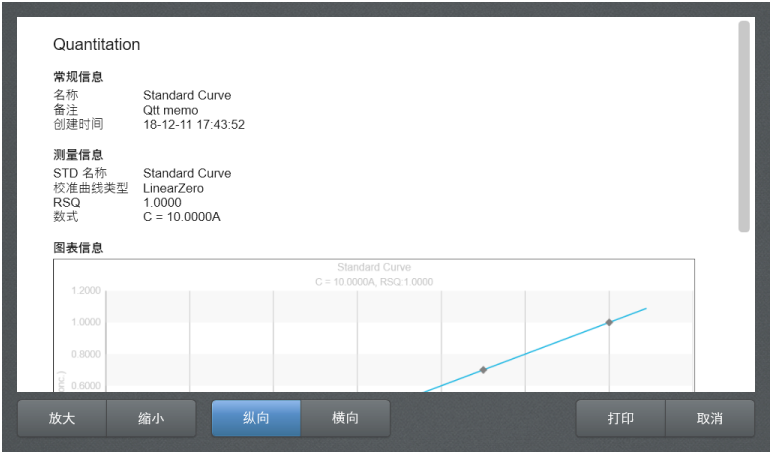 Quantitation
常规信息
名称 Standard Curve
备注 Qtt memo
创建时间 18-12-11 17:43:52
测量信息
STD 名称 Standard Curve
校准曲线类型 LinearZero
RSQ 1.0000
数式 C = 10.0000A
图表信息
Standard Curve
C = 10.0000A, RSQ:1.0000
1.2000
1.0000
0.8000
0.6000
onc.)
放大 缩小 纵向 横向 打印 取消